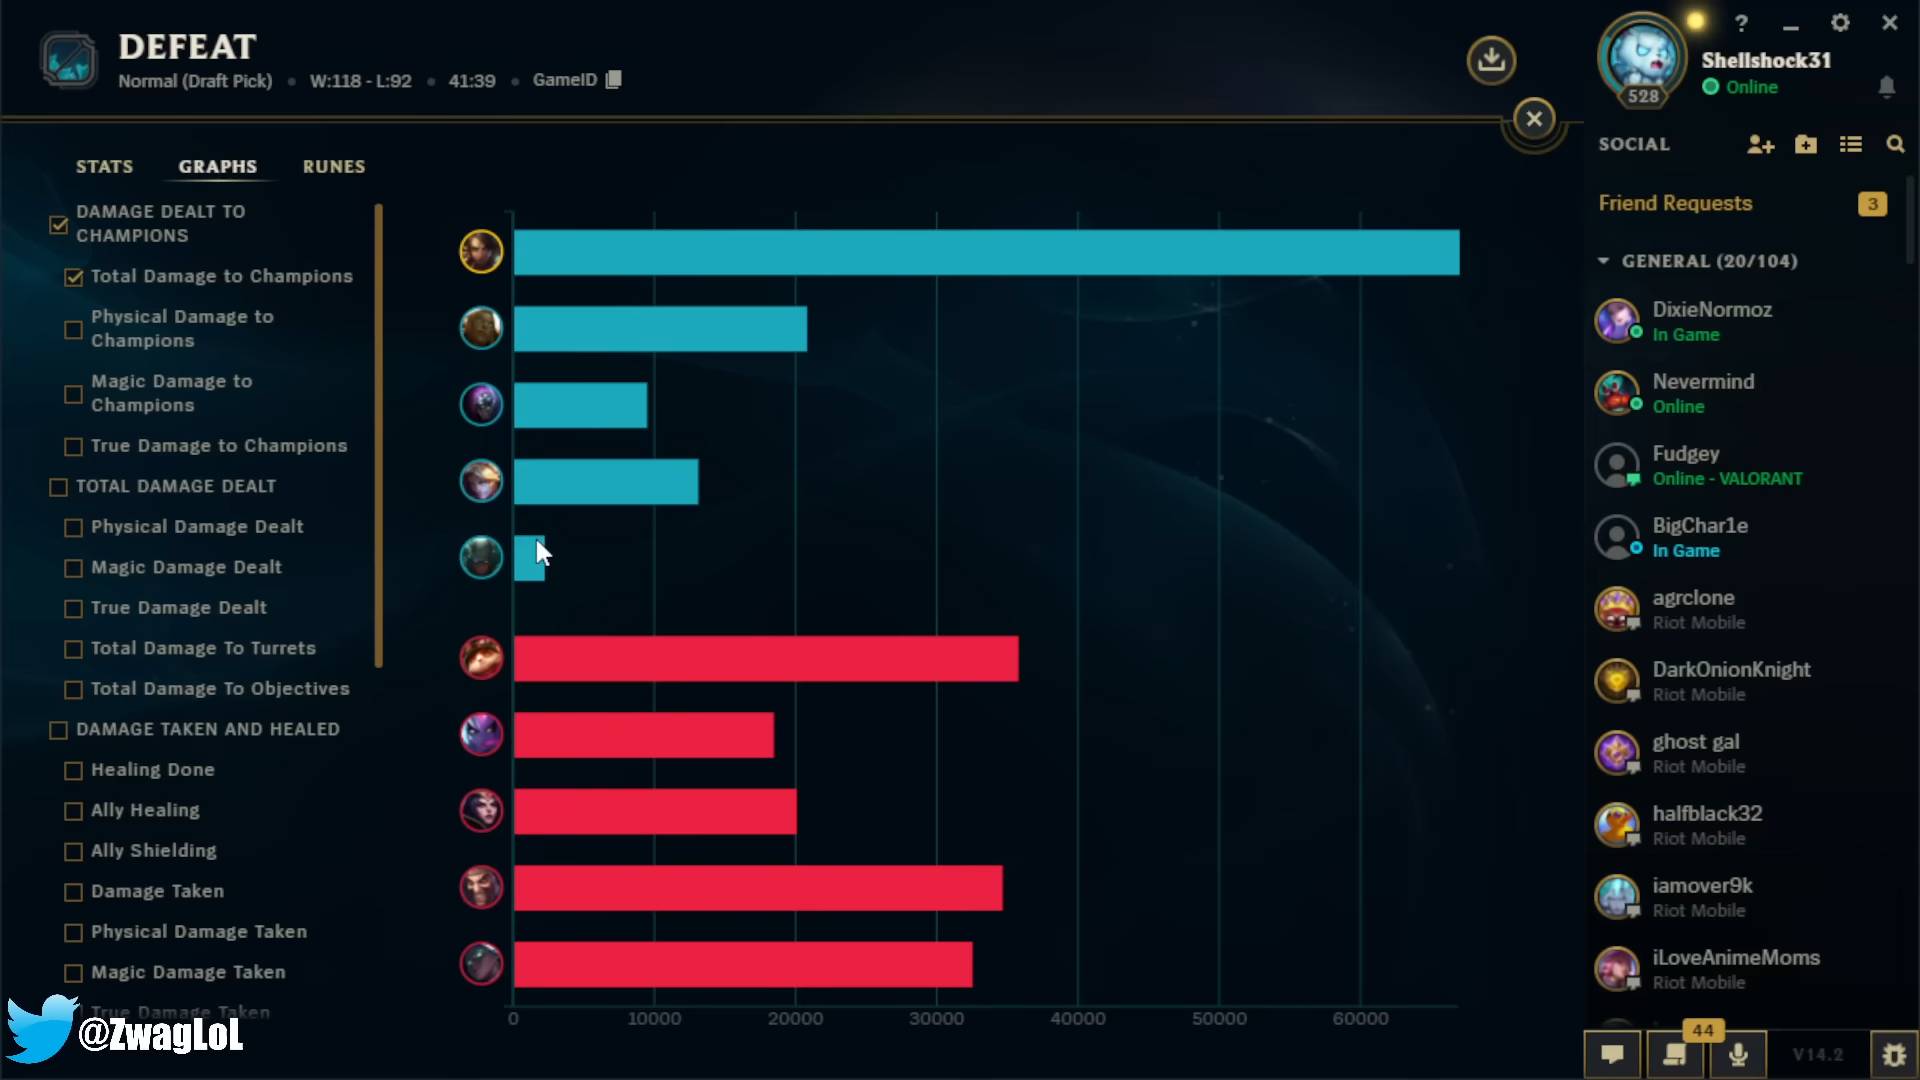 DEFEAT
Normal (Draft Pick) • W:118 - L:92 • 41:39 • GameID
?
528
Shellshock31
Online
SOCIAL
STATS GRAPHS RUNES
DAMAGE DEALT TO
CHAMPIONS
Total Damage to Champions
Physical Damage to
Champions
Magic Damage to
Champions
True Damage to Champions
TOTAL DAMAGE DEALT
Physical Damage Dealt
Magic Damage Dealt
True Damage Dealt
Total Damage To Turrets
Total Damage To Objectives
DAMAGE TAKEN AND HEALED
Healing Done
Ally Healing
Ally Shielding
Damage Taken
Physical Damage Taken
Magic Damage Taken
True Damage Taken
@ZwagLoL
0 10000 20000 30000 40000 50000 60000
Friend Requests 3
GENERAL (20/104)
DixieNormoz
In Game
Nevermind
Online
Fudgey
Online - VALORANT
BigChar1e
In Game
agrclone
Riot Mobile
DarkOnionKnight
Riot Mobile
ghost gal
Riot Mobile
halfblack32
Riot Mobile
iamover9k
Riot Mobile
iLoveAnimeMoms
Riot Mobile
44
V14.2